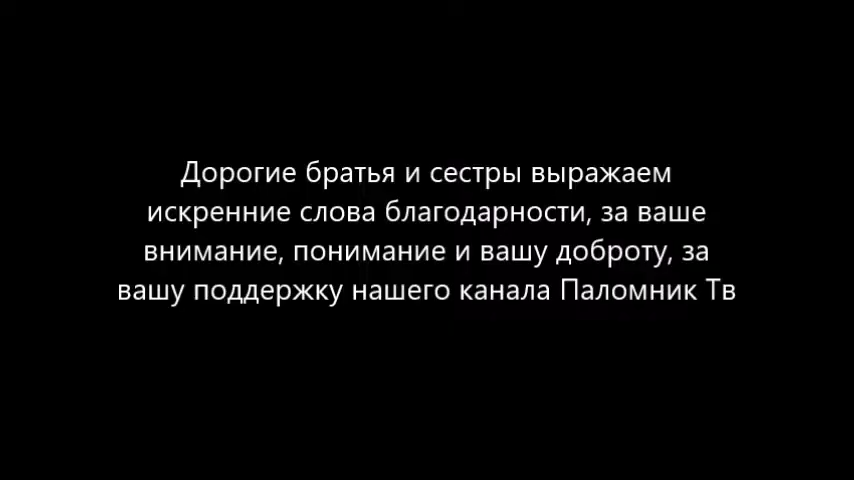 Дорогие братья и сестры выражаем
искренние слова благодарности, за ваше
внимание, понимание и вашу доброту, за
вашу поддержку нашего канала Паломник Тв